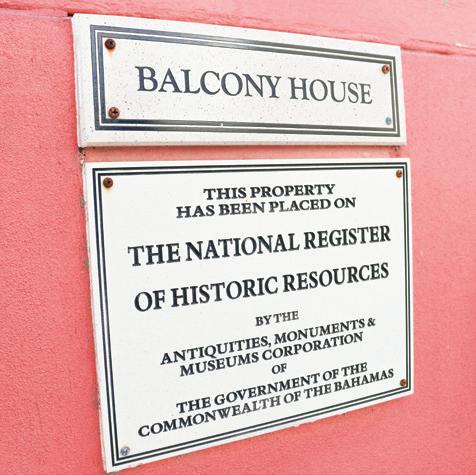 BALCONY HOUSE
THIS PROPERTY
HAS BEEN PLACED ON
THE NATIONAL REGISTER
OF HISTORIC RESOURCES
BY THE
ANTIQUITIES, MONUMENTS &
MUSEUMS CORPORATION
OF
THE GOVERNMENT OF THE
COMMONWEALTH OF THE BAHAMAS